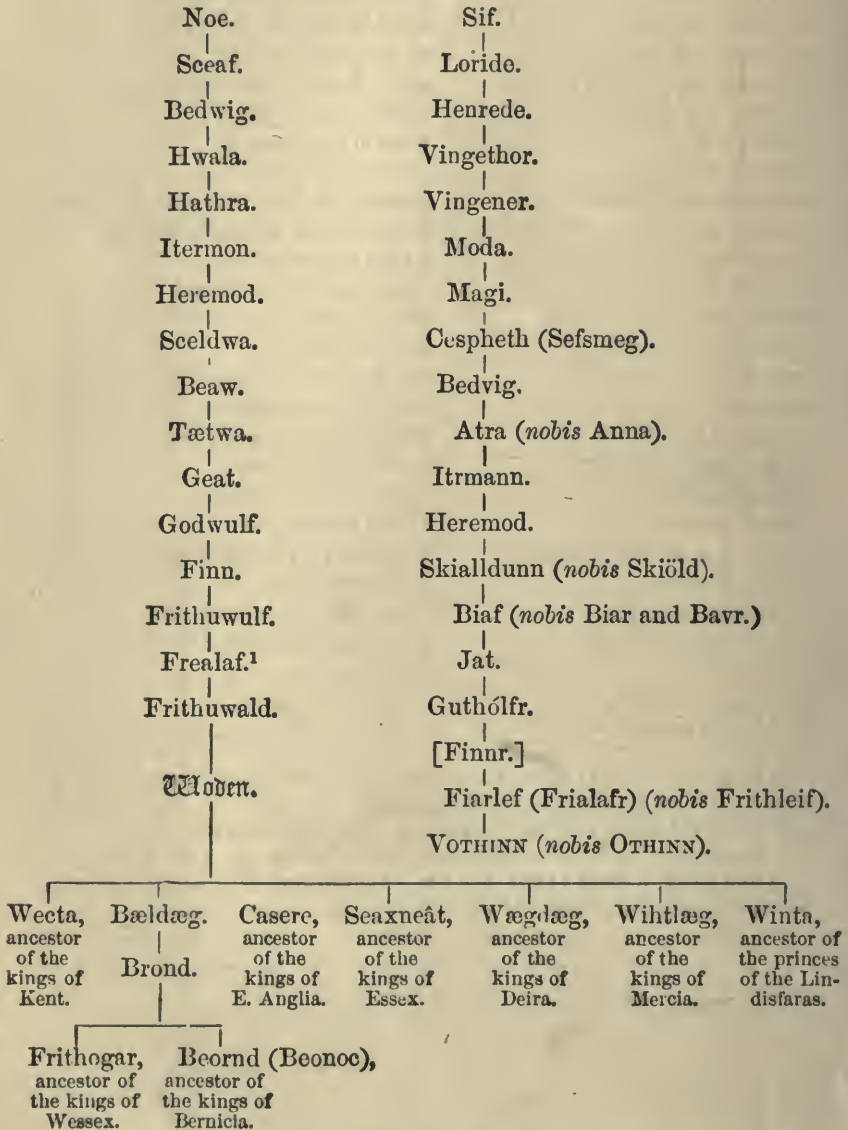 Noe.
Sceaf.
Bedwig.
Hwala.
Hathra.
Itermon.
Heremod.
Sceldwa.
Beaw.
Tætwa.
Geat.
Godwulf.
Finn.
Frithuwulf.
Frealaf.¹
Frithuwald.
Woden.
Sif.
Loride.
Henrede.
Vingethor.
Vingener.
Moda.
Magi.
Cespheth (Sefsmeg).
Bedvig.
Atra (nobis Anna).
Itrmann.
Heremod.
Skialldunn (nobis Skiöld).
Biaf (nobis Biar and Bavr.)
Jat.
Guthólfr.
[Finnr.]
Fiarlef (Frialafr) (nobis Frithleif).
VOTHINN (nobis OTHINN).
Wecta,
ancestor
of the
kings of
Kent.
Bældæg.
Brond.
Casere,
ancestor
of the
kings of
E. Anglia.
Seaxneât,
ancestor
of the
kings of
Essex.
Wægdæg,
ancestor
of the
kings of
Deira.
Wihtlæg,
ancestor
of the
kings of
Mercia.
Winta,
ancestor of
the princes
of the Lin-
disfaras.
Frithogar,
ancestor of
the kings of
Wessex.
Beornd (Beonoc),
ancestor of
the kings of
Bernicia.